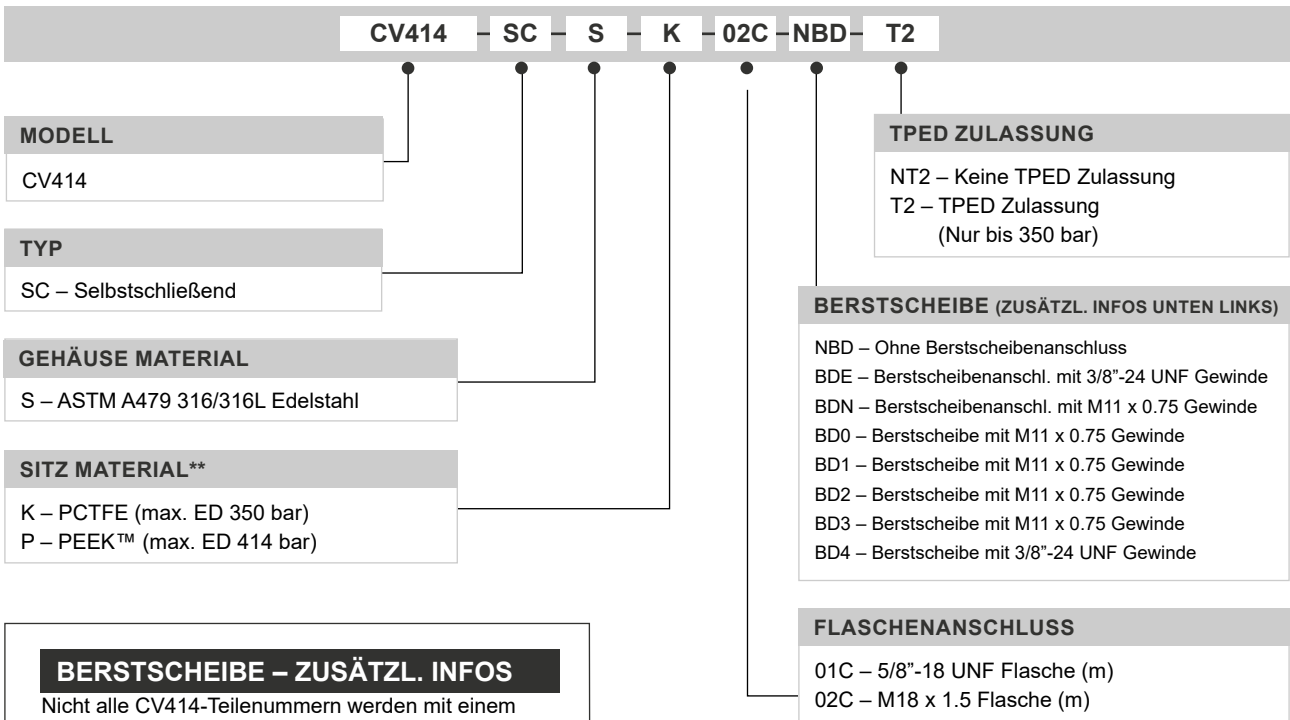 CV414 – SC – S – K – 02C – NBD – T2
MODELL
CV414
TYP
SC – Selbstschließend
GEHÄUSE MATERIAL
S – ASTM A479 316/316L Edelstahl
SITZ MATERIAL**
K – PCTFE (max. ED 350 bar)
P – PEEK™ (max. ED 414 bar)
BERSTSCHEIBE – ZUSÄTZL. INFOS
Nicht alle CV414-Teilenummern werden mit einem
TPED ZULASSUNG
NT2 – Keine TPED Zulassung
T2 – TPED Zulassung
(Nur bis 350 bar)
BERSTSCHEIBE (ZUSÄTZL. INFOS UNTEN LINKS)
NBD – Ohne Berstscheibenanschluss
BDE – Berstscheibenanschl. mit 3/8”-24 UNF Gewinde
BDN – Berstscheibenanschl. mit M11 x 0.75 Gewinde
BD0 – Berstscheibe mit M11 x 0.75 Gewinde
BD1 – Berstscheibe mit M11 x 0.75 Gewinde
BD2 – Berstscheibe mit M11 x 0.75 Gewinde
BD3 – Berstscheibe mit M11 x 0.75 Gewinde
BD4 – Berstscheibe mit 3/8”-24 UNF Gewinde
FLASCHENANSCHLUSS
01C – 5/8”-18 UNF Flasche (m)
02C – M18 x 1.5 Flasche (m)